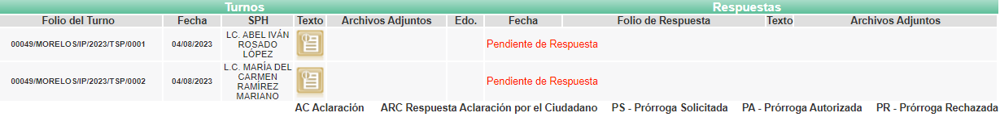 Turnos Respuestas
Folio del Turno Fecha SPH Texto Archivos Adjuntos Edo. Fecha Folio de Respuesta Texto Archivos Adjuntos
00049/MORELOS/IP/2023/TSP/0001 04/08/2023 LC. ABEL IVÁN ROSADO LÓPEZ Pendiente de Respuesta
00049/MORELOS/IP/2023/TSP/0002 04/08/2023 L.C. MARÍA DEL CARMEN RAMÍREZ MARIANO Pendiente de Respuesta
AC Aclaración ARC Respuesta Aclaración por el Ciudadano PS - Prórroga Solicitada PA - Prórroga Autorizada PR - Prórroga Rechazada